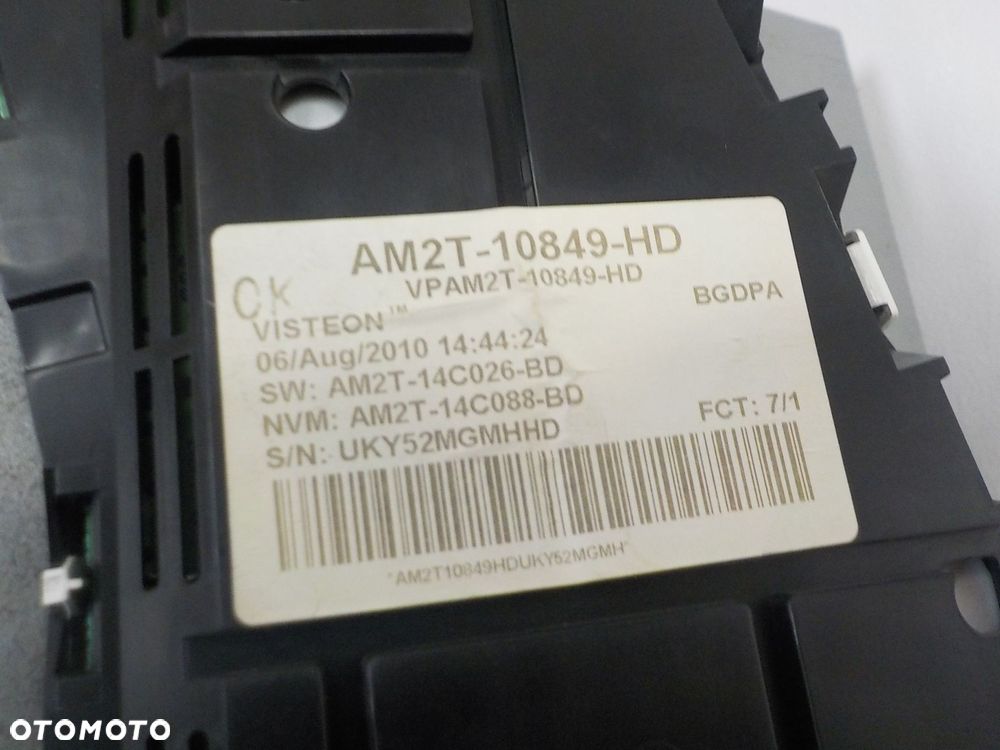 AM2T-10849-HD
VPAM2T-10849-HD
CK
VISTEON™
BGDPA
06/Aug/2010 14:44:24
SW: AM2T-14C026-BD
NVM: AM2T-14C088-BD
FCT: 7/1
S/N: UKY52MGMHHD
*AM2T10849HDUKY52MGMH*
OTOMOTO